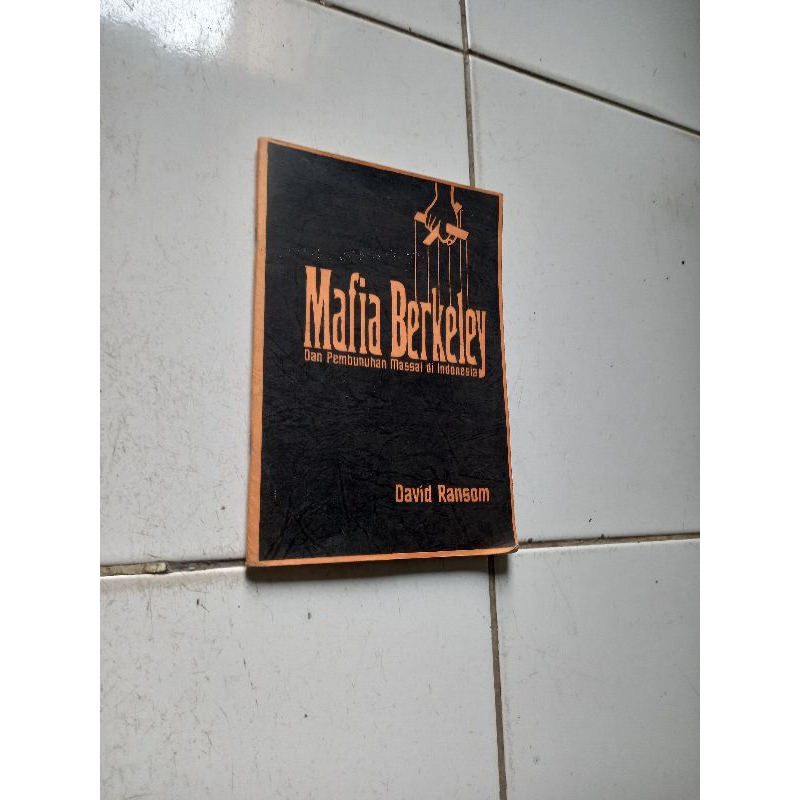 Mafia Berkeley
Dan Pembunuhan Massal di Indonesia
David Ransom